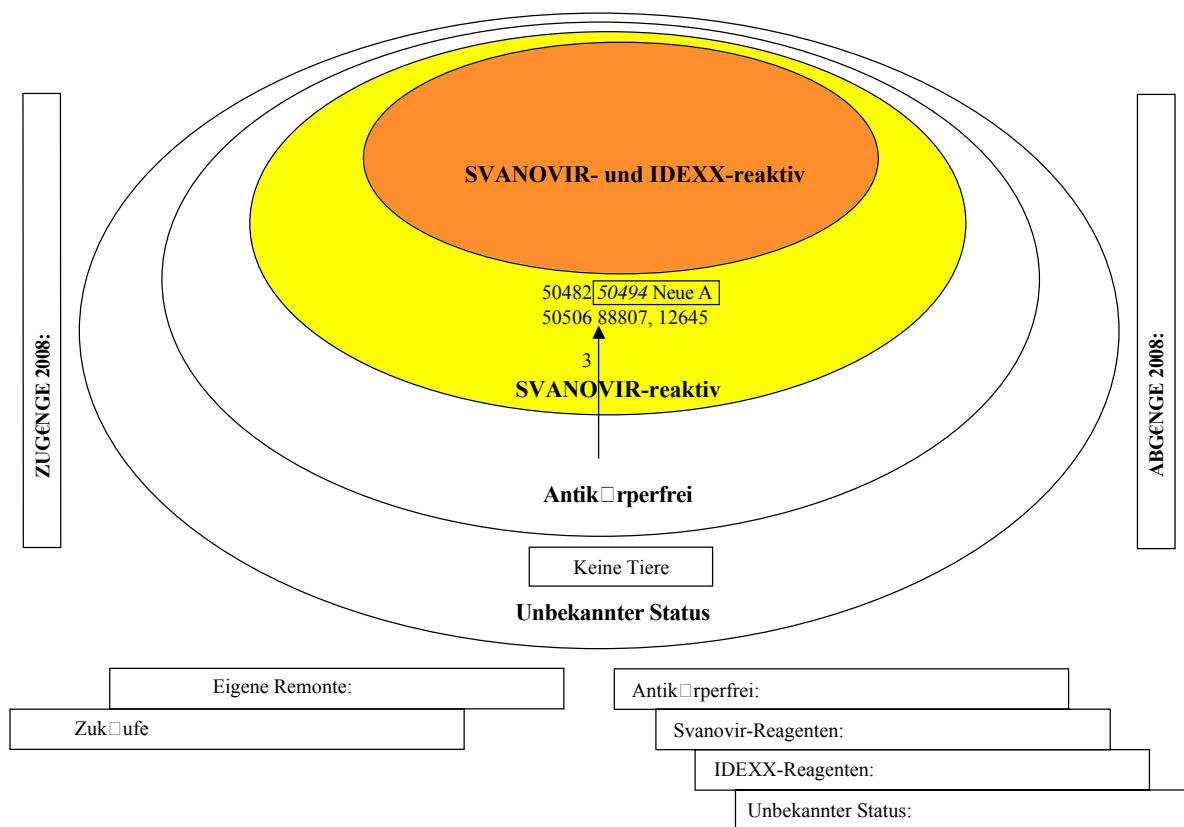 SVANOVIR- und IDEXX-reaktiv
50482 50494 Neue A
50506 88807, 12645
3
SVANOVIR-reaktiv
ZUG€NGE 2008:
ABG€NGE 2008:
Antik□rperfrei
Keine Tiere
Unbekannter Status
Eigene Remonte:
Zuk□ufe
Antik□rperfrei:
Svanovir-Reagenten:
IDEXX-Reagenten:
Unbekannter Status: